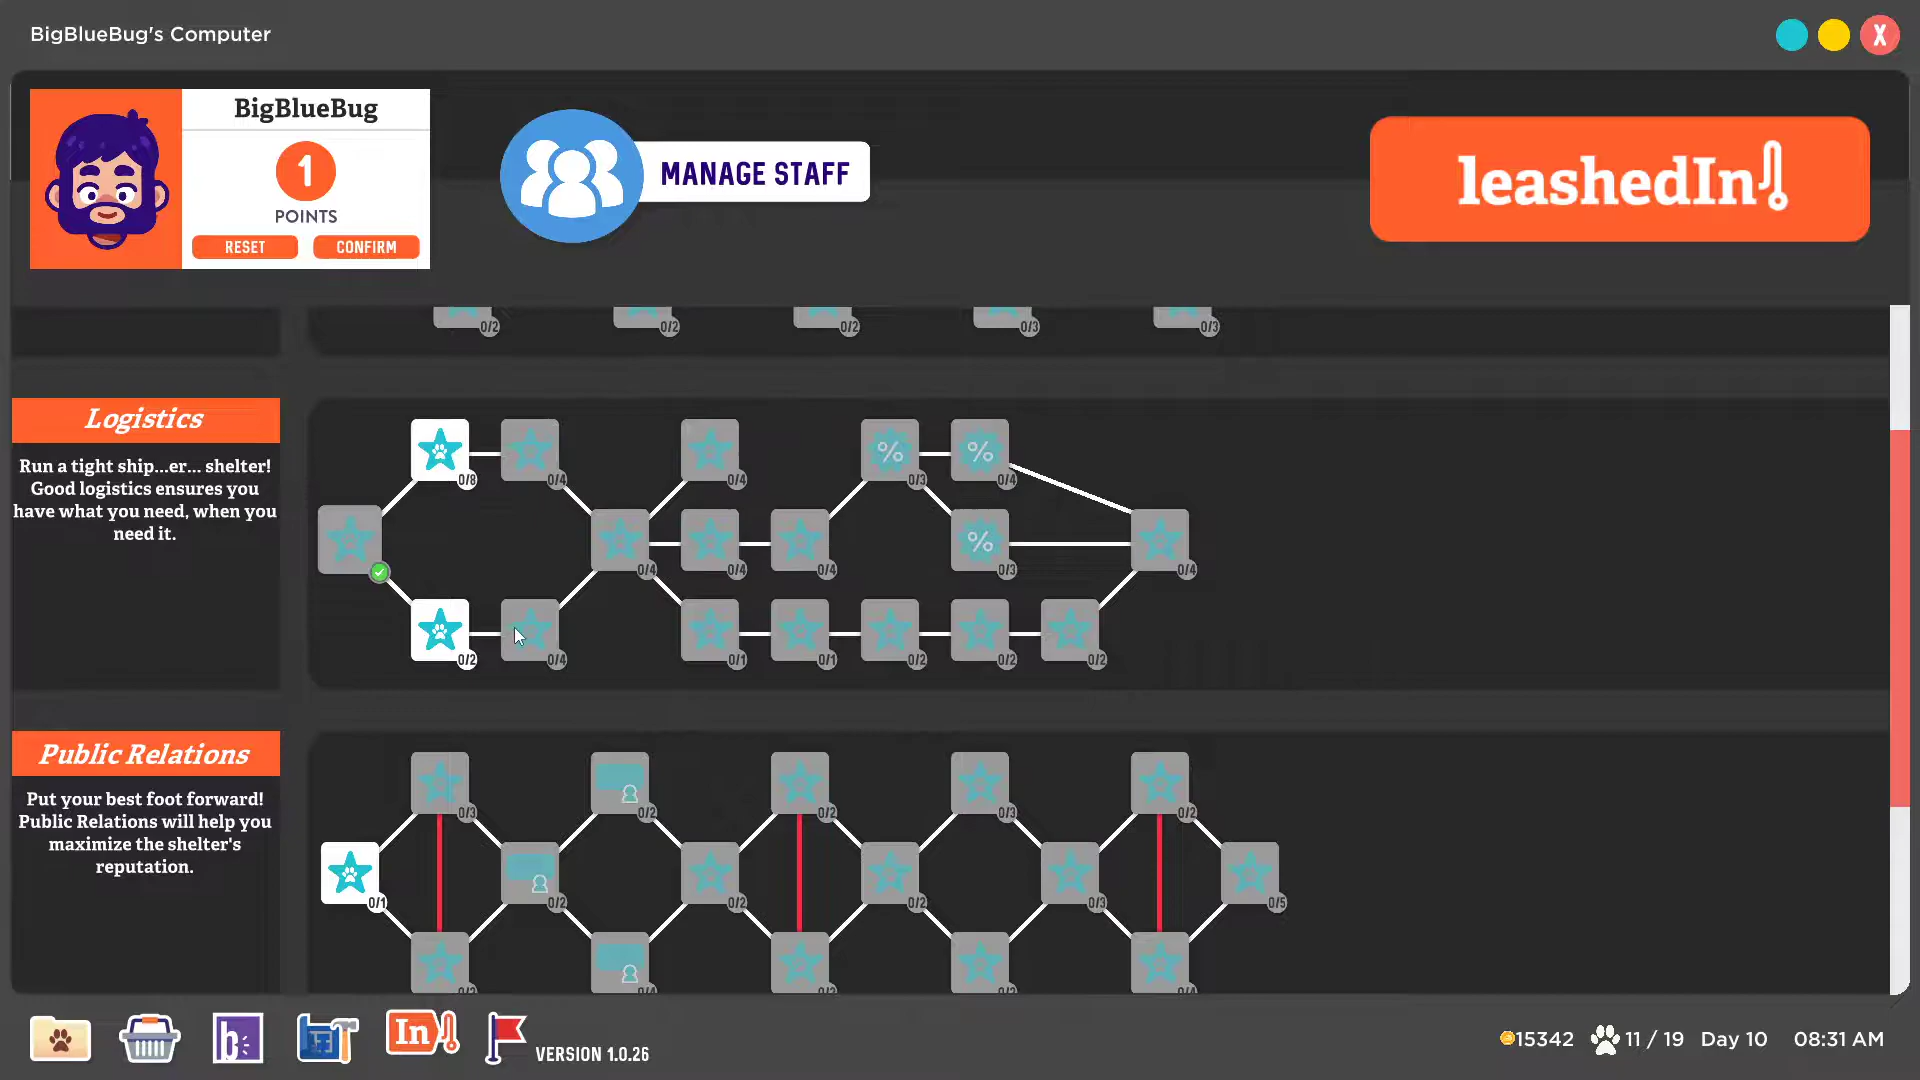 BigBlueBug's Computer
X
BigBlueBug
1
POINTS
RESET
CONFIRM
MANAGE STAFF
leashedIn
0/2
0/2
0/2
0/3
0/3
Logistics
Run a tight ship...er... shelter!
Good logistics ensures you
have what you need, when you
need it.
0/8
0/4
0/4
%
0/3
%
0/4
0/4
0/4
0/4
%
0/3
0/4
0/2
0/4
0/1
0/1
0/2
0/2
0/2
Public Relations
Put your best foot forward!
Public Relations will help you
maximize the shelter's
reputation.
0/3
0/2
0/2
0/3
0/2
0/1
0/2
0/2
0/2
0/3
0/5
b
In
VERSION 1.0.26
15342
11 / 19
Day 10
08:31 AM